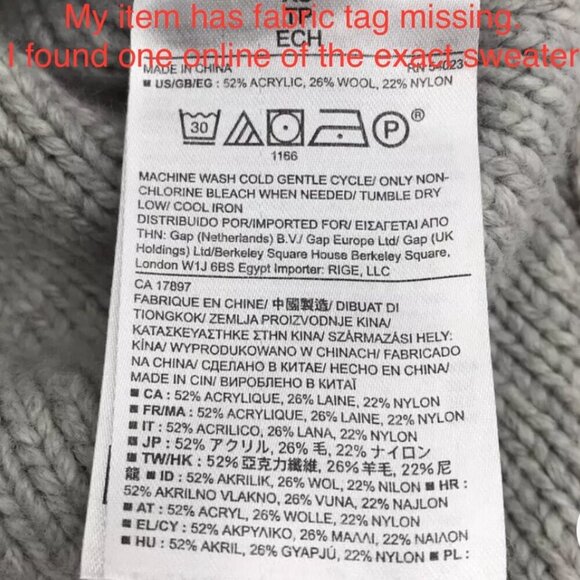 My item has fabric tag missing.
I found one online of the exact sweater
ECH
MADE IN CHINA RN 54023
■ US/GB/EG : 52% ACRYLIC, 26% WOOL, 22% NYLON
30
P
®
1166
MACHINE WASH COLD GENTLE CYCLE/ ONLY NON-
CHLORINE BLEACH WHEN NEEDED/ TUMBLE DRY
LOW/ COOL IRON
DISTRIBUIDO POR/IMPORTED FOR/ ΕΙΣΑΓΕΤΑΙ ΑΠΟ
ΤΗΝ: Gap (Netherlands) B.V./ Gap Europe Ltd/ Gap (UK
Holdings) Ltd/Berkeley Square House Berkeley Square,
London W1J 6BS Egypt Importer: RIGE, LLC
CA 17897
FABRIQUE EN CHINE/ 中國製造/ DIBUAT DI
TIONGKOK/ ZEMLJA PROIZVODNJE KINA/
ΚΑΤΑΣΚΕΥΑΣΤΗΚΕ ΣΤΗΝ ΚΙΝΑ/ SZÁRMAZÁSI HELY:
KÍNA/ WYPRODUKOWANO W CHINACH/ FABRICADO
NA CHINA/ СДЕЛАНО В КИТАЕ/ HECHO EN CHINA/
MADE IN CIN/ ВИРОБЛЕНО В КИТАЇ
■ CA : 52% ACRYLIQUE, 26% LAINE, 22% NYLON
■ FR/MA : 52% ACRYLIQUE, 26% LAINE, 22% NYLON
■ IT : 52% ACRILICO, 26% LANA, 22% NYLON
■ JP : 52% アクリル, 26% 毛, 22% ナイロン
■ TW/HK : 52% 亞克力纖維, 26% 羊毛, 22% 尼
龍 ■ ID : 52% AKRILIK, 26% WOL, 22% NILON ■ HR :
52% AKRILNO VLAKNO, 26% VUNA, 22% NAJLON
■ AT : 52% ACRYL, 26% WOLLE, 22% NYLON
■ EL/CY : 52% ΑΚΡΥΛΙΚΟ, 26% ΜΑΛΛΙ, 22% ΝΑΙΛΟΝ
■ HU : 52% AKRIL, 26% GYAPJÚ, 22% NYLON ■ PL :